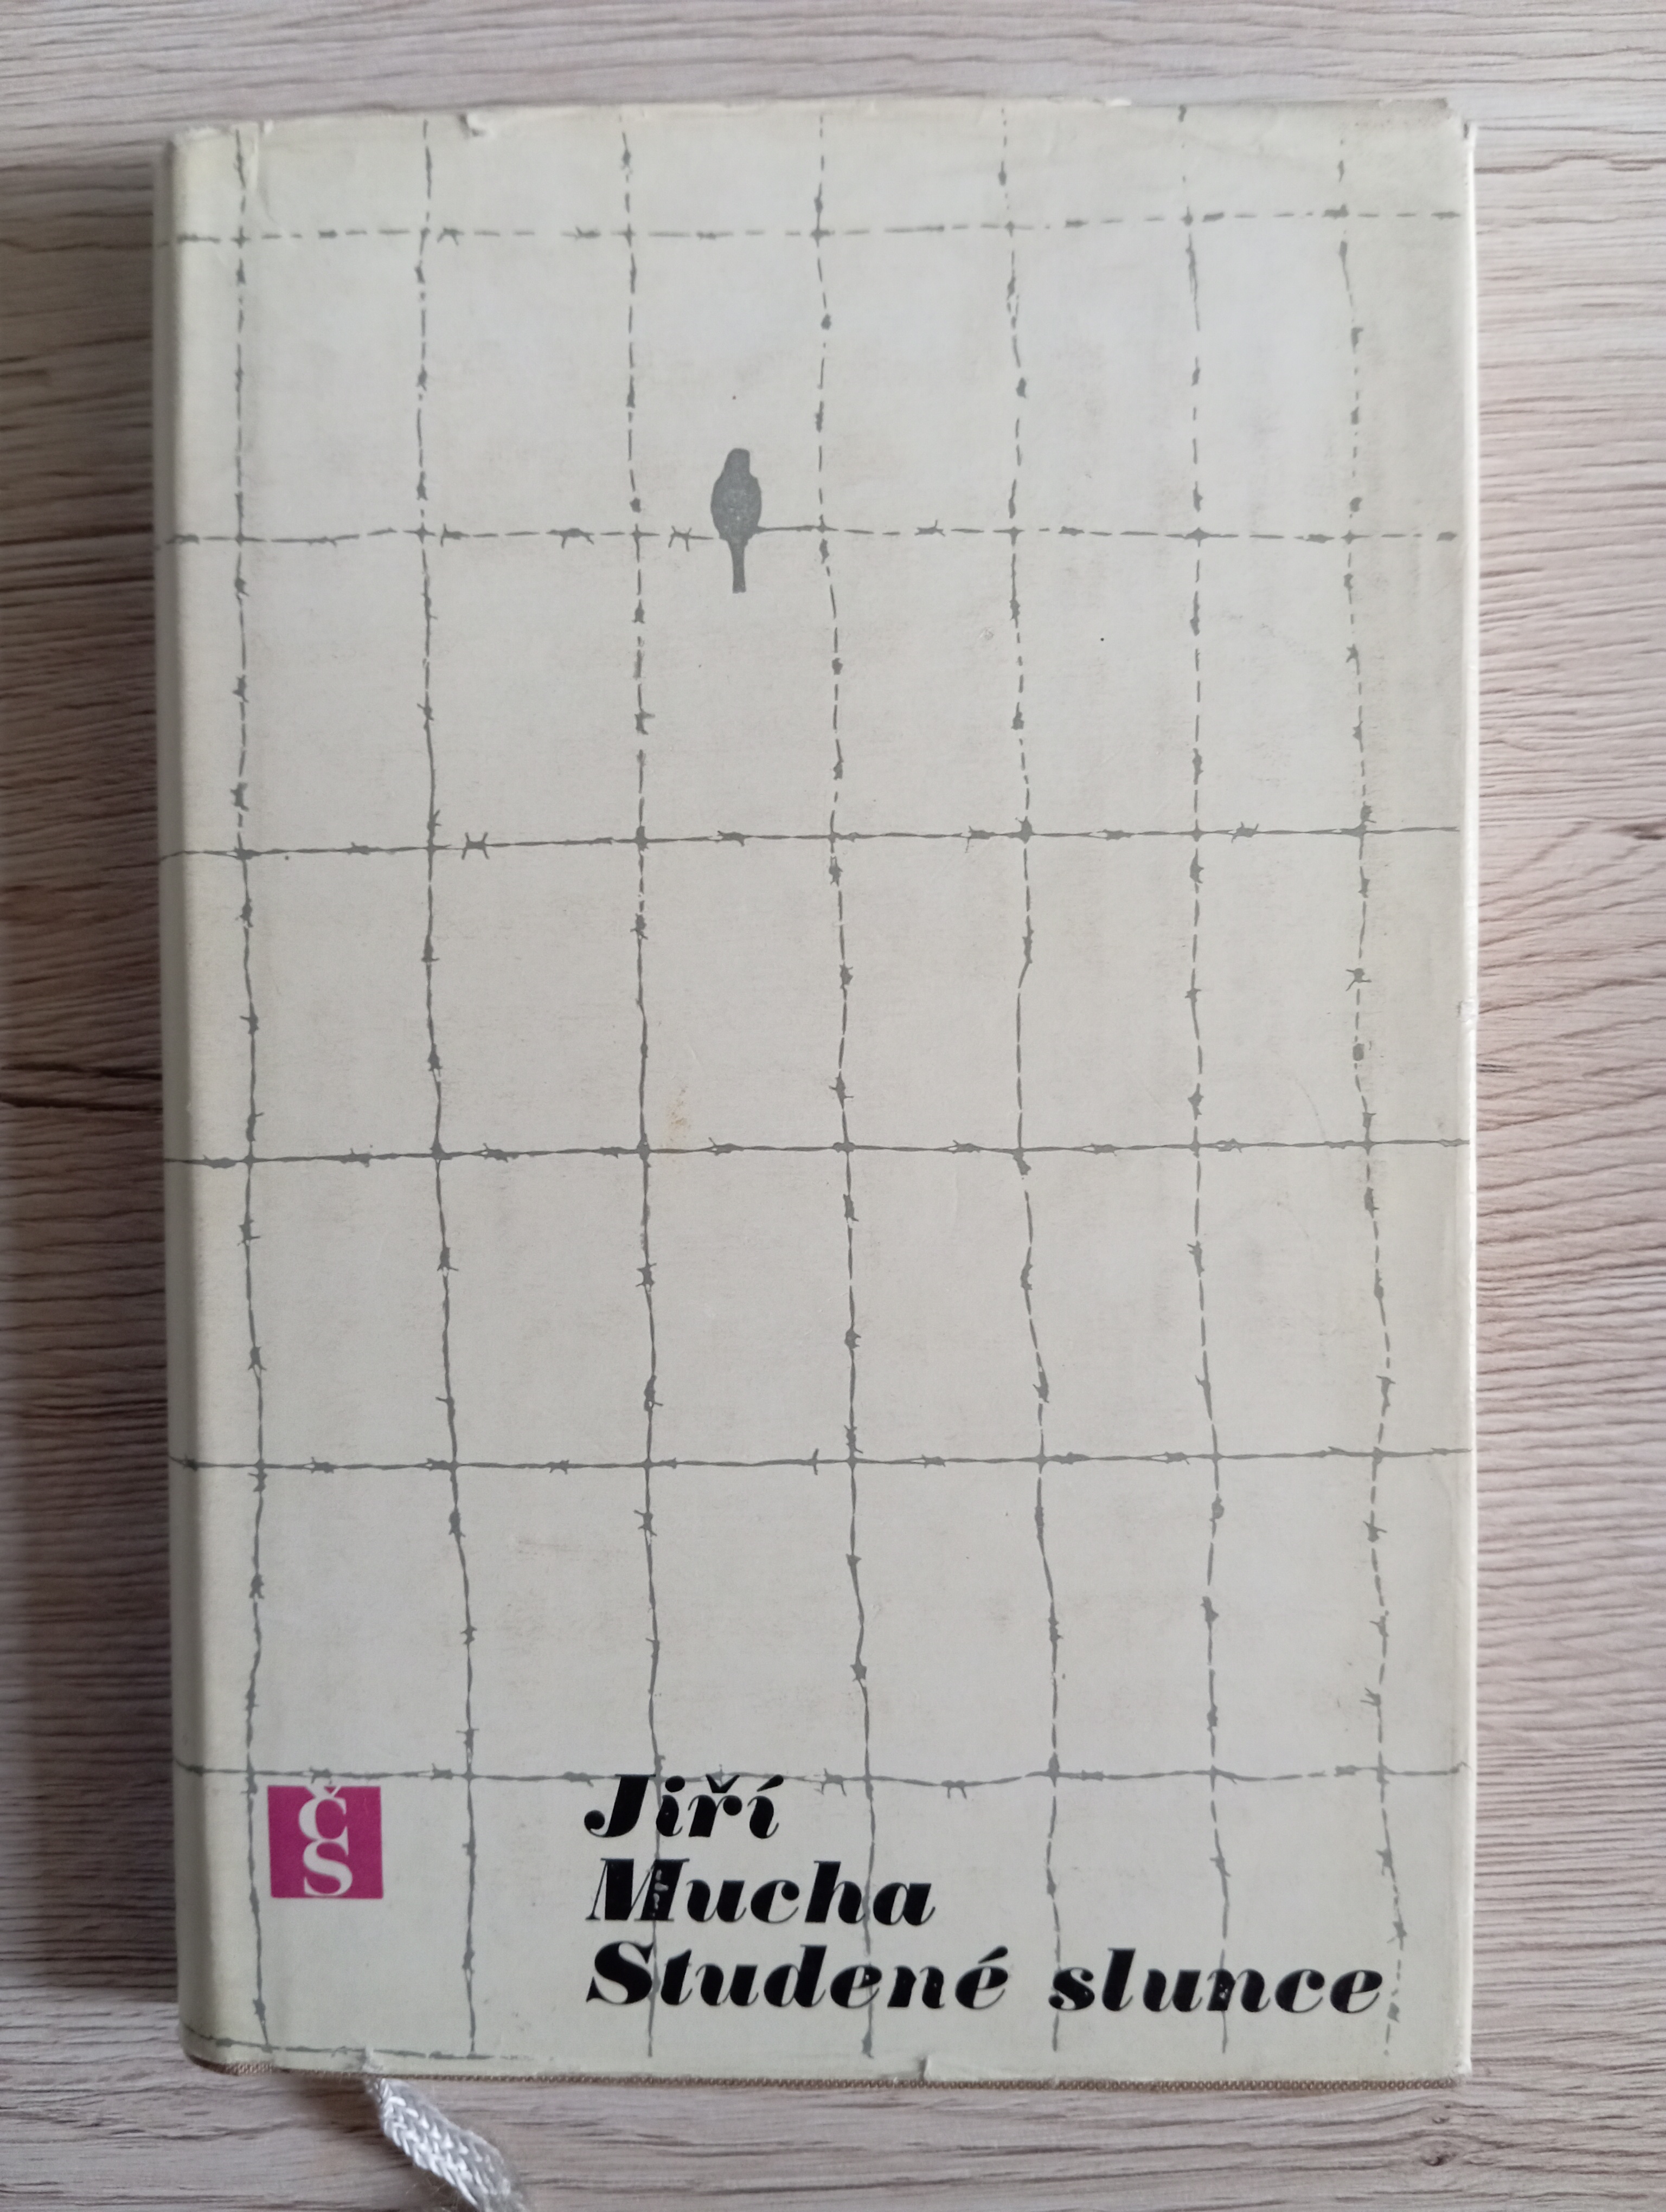 ČS
Jiří
Mucha
Studené slunce